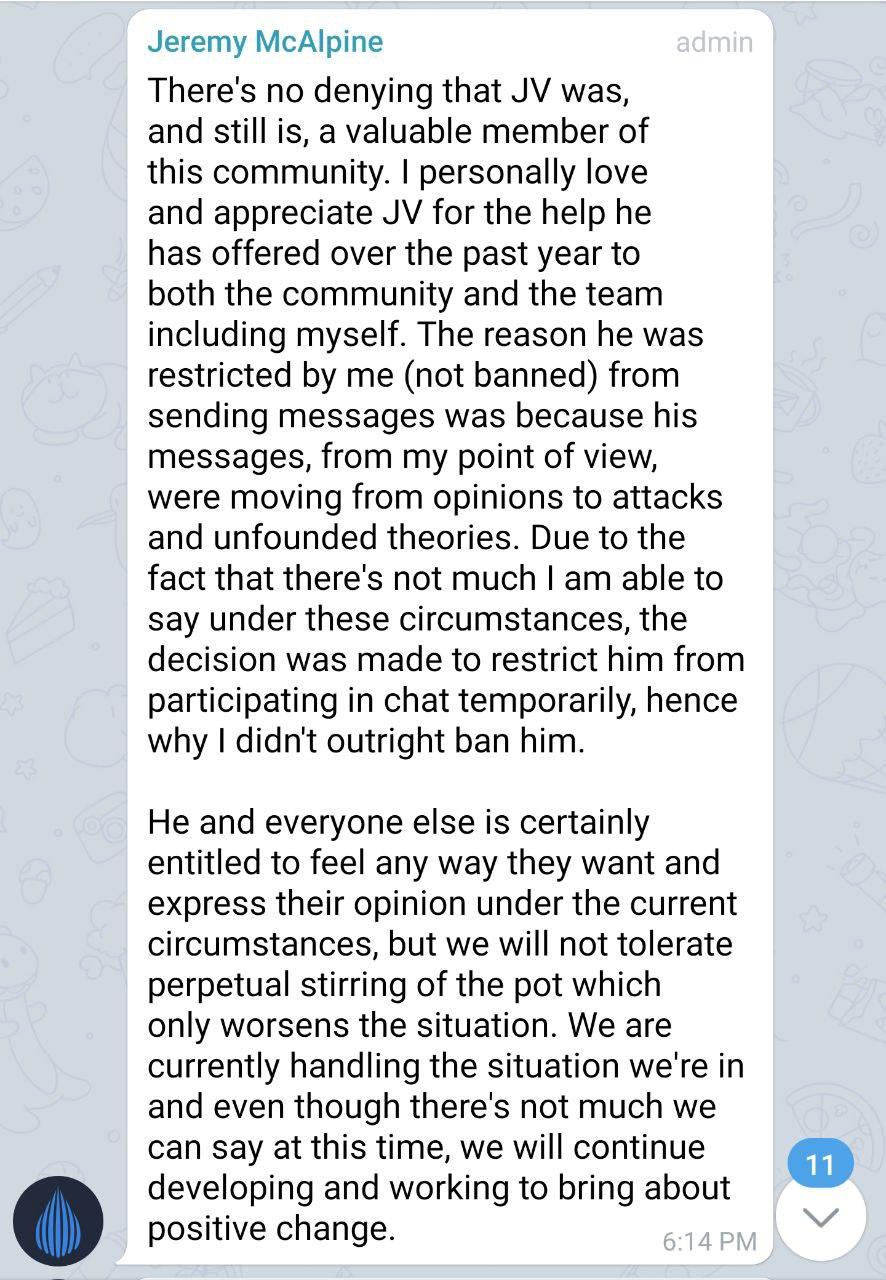 Jeremy McAlpine admin
There's no denying that JV was,
and still is, a valuable member of
this community. I personally love
and appreciate JV for the help he
has offered over the past year to
both the community and the team
including myself. The reason he was
restricted by me (not banned) from
sending messages was because his
messages, from my point of view,
were moving from opinions to attacks
and unfounded theories. Due to the
fact that there's not much I am able to
say under these circumstances, the
decision was made to restrict him from
participating in chat temporarily, hence
why I didn't outright ban him.
He and everyone else is certainly
entitled to feel any way they want and
express their opinion under the current
circumstances, but we will not tolerate
perpetual stirring of the pot which
only worsens the situation. We are
currently handling the situation we're in
and even though there's not much we
can say at this time, we will continue
developing and working to bring about
positive change.
6:14 PM
11